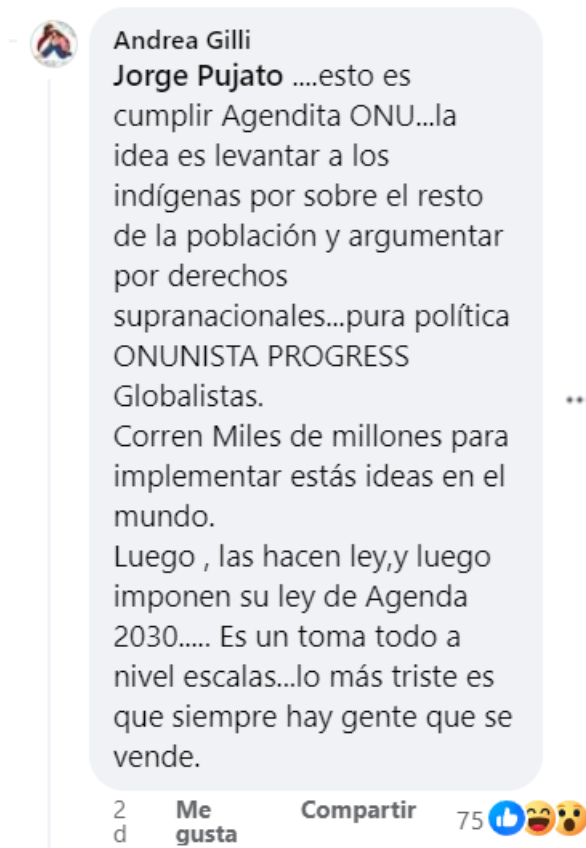 Andrea Gilli
Jorge Pujato ....esto es
cumplir Agendita ONU...la
idea es levantar a los
indígenas por sobre el resto
de la población y argumentar
por derechos
supranacionales...pura política
ONUNISTA PROGRESS
Globalistas.
Corren Miles de millones para
implementar estás ideas en el
mundo.
Luego , las hacen ley,y luego
imponen su ley de Agenda
2030..... Es un toma todo a
nivel escalas...lo más triste es
que siempre hay gente que se
vende.
2 d
Me gusta
Compartir
75